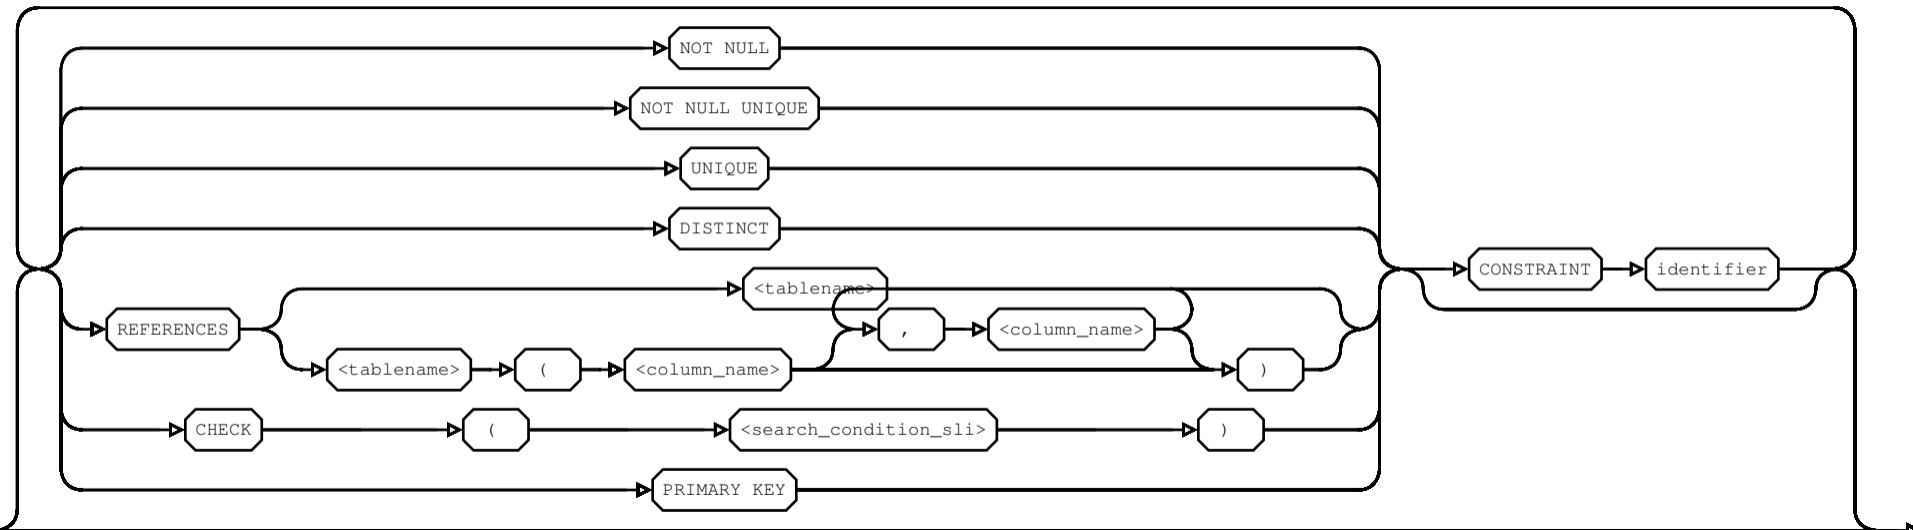 NOT NULL
NOT NULL UNIQUE
UNIQUE
DISTINCT
CONSTRAINT identifier
<tablename>
REFERENCES , <column_name>
<tablename> ( <column_name> )
CHECK ( <search_condition_sli> )
PRIMARY KEY